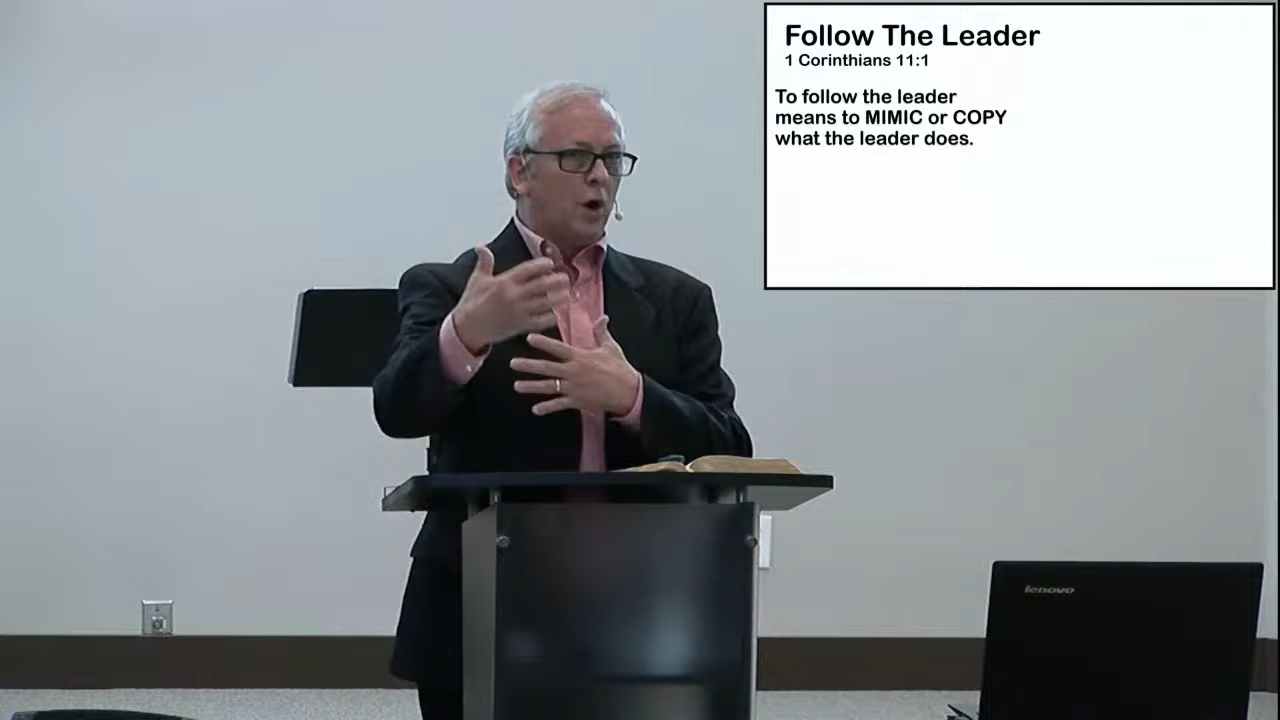 Follow The Leader
1 Corinthians 11:1
To follow the leader
means to MIMIC or COPY
what the leader does.
lenovo